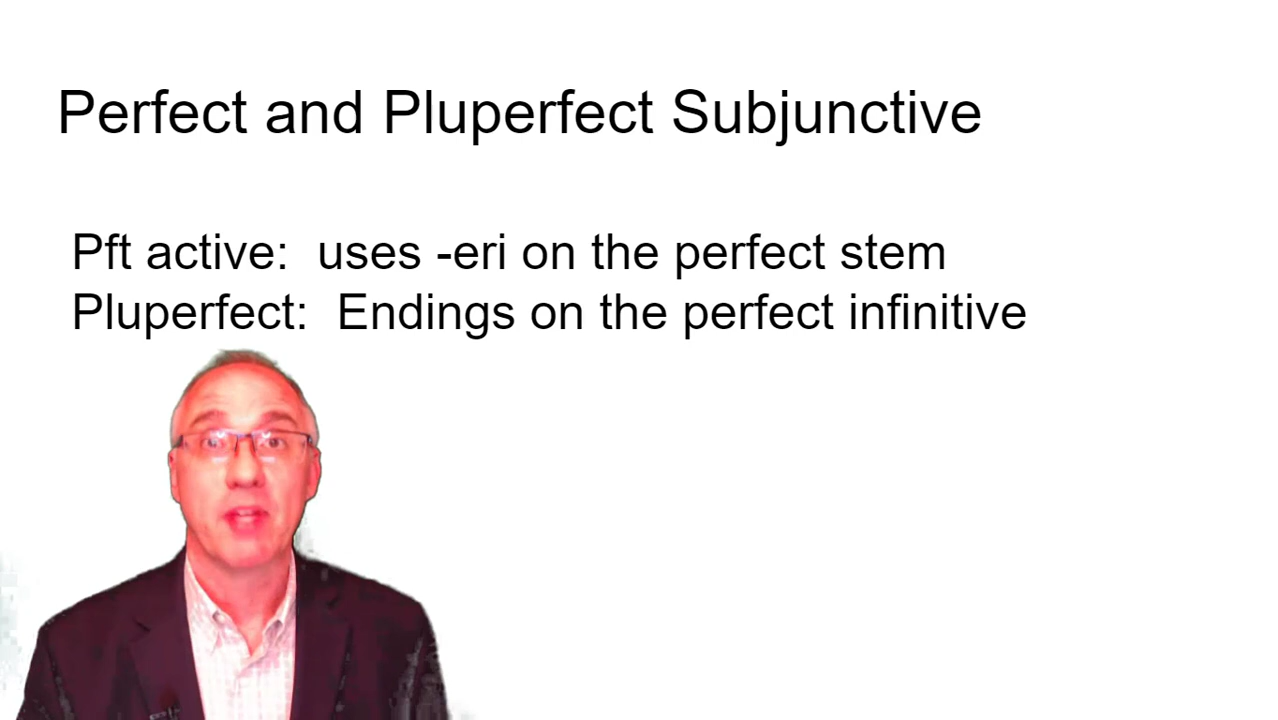 Perfect and Pluperfect Subjunctive
Pft active:  uses -eri on the perfect stem
Pluperfect:  Endings on the perfect infinitive